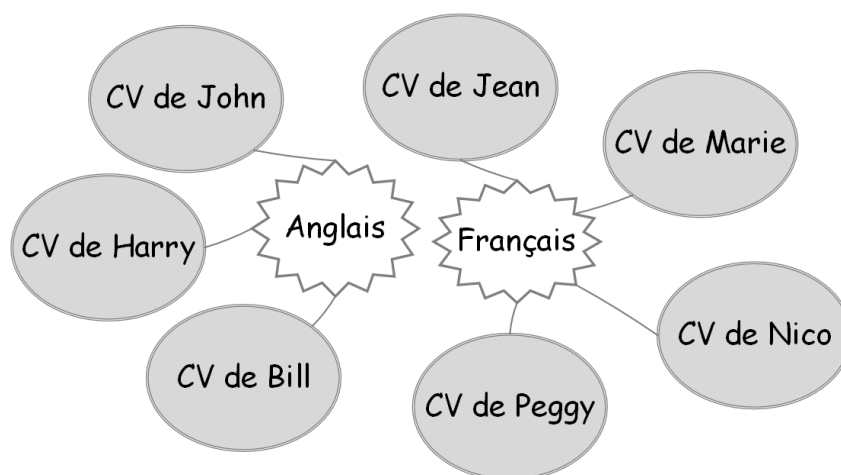 CV de John
CV de Jean
CV de Marie
CV de Harry
Anglais
Français
CV de Nico
CV de Bill
CV de Peggy